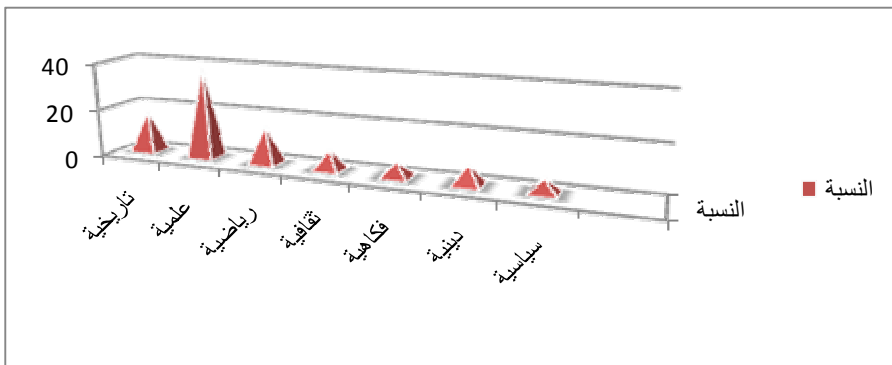 40
20
0
تاريخية
علمية
رياضية
ثقافية
فكاهية
دينية
سياسية
النسبة
النسبة